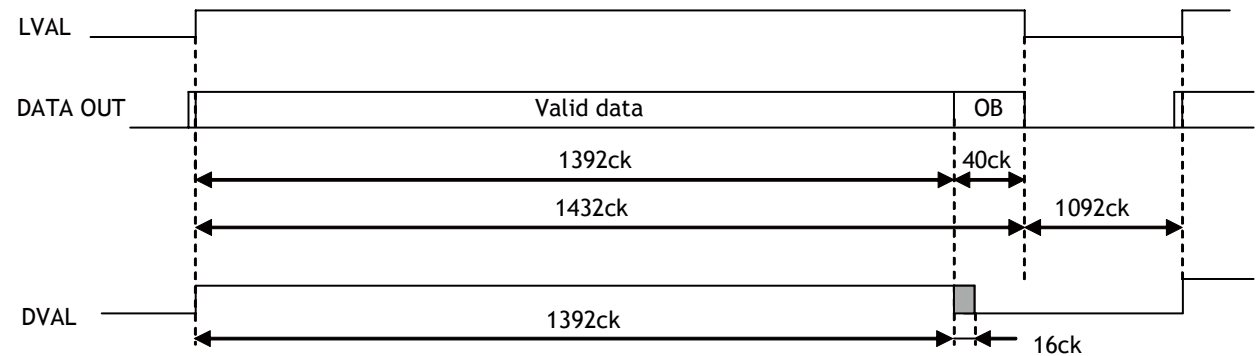 LVAL
DATA OUT
Valid data
OB
1392ck
40ck
1432ck
1092ck
DVAL
1392ck
16ck